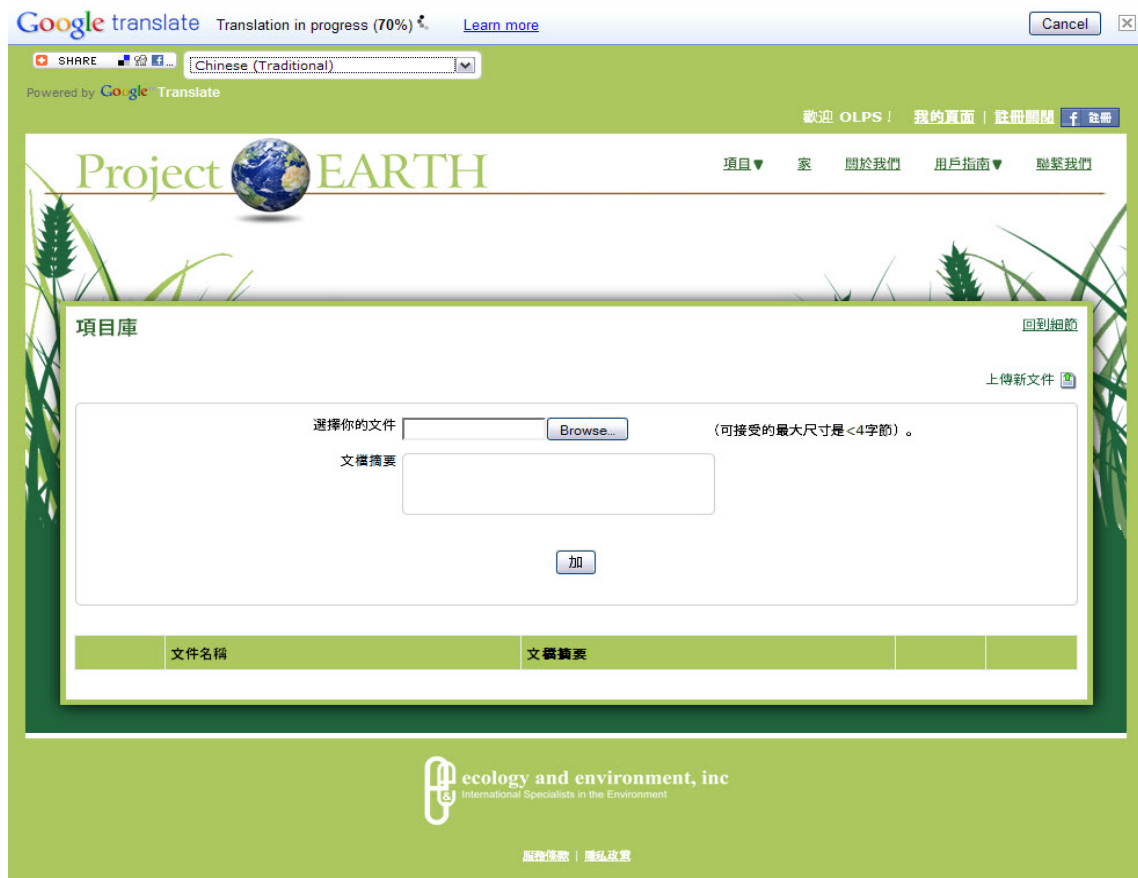 Google translate Translation in progress (70%) Learn more Cancel
SHARE Chinese (Traditional)
Powered by Google™ Translate
歡迎 OLPS！ 我的頁面 | 註冊關閉 f 註冊
Project EARTH
項目▼ 家 關於我們 用戶指南▼ 聯繫我們
項目庫 回到細節
上傳新文件
選擇你的文件 Browse... （可接受的最大尺寸是<4字節）。
文檔摘要
加
文件名稱 文檔摘要
ecology and environment, inc
International Specialists in the Environment
服務條款 | 隱私政策